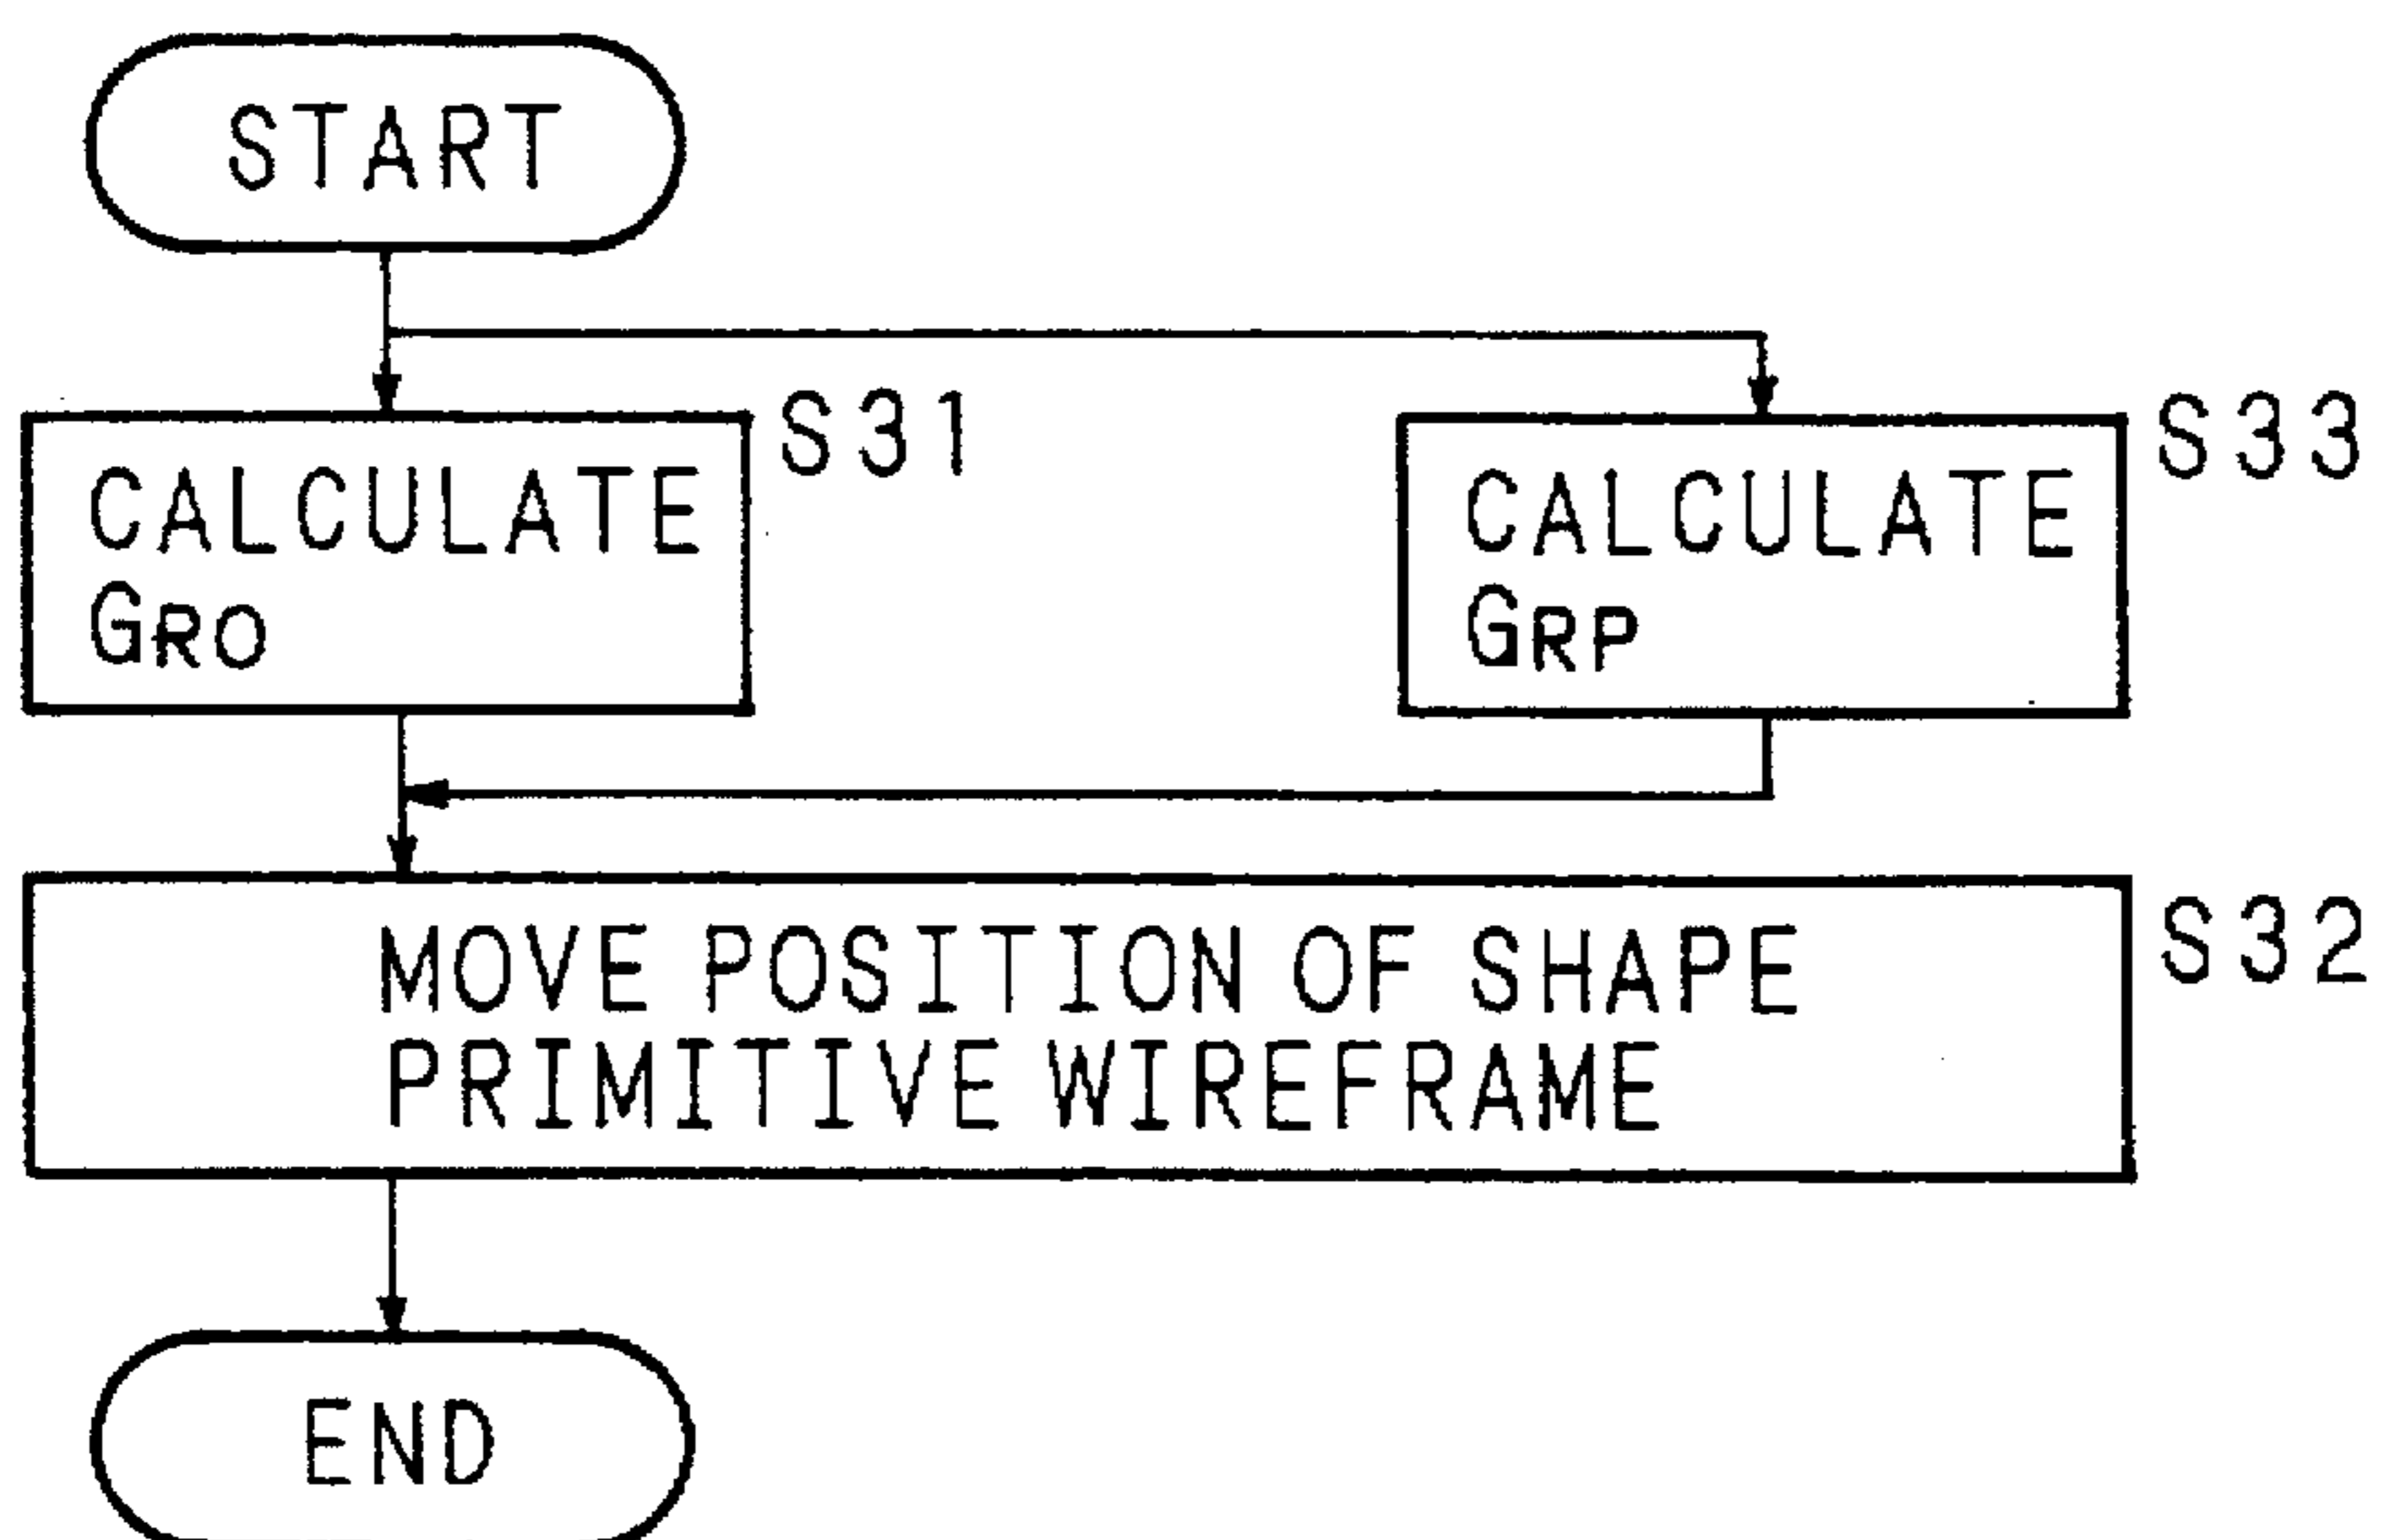 START
S31
CALCULATE
GRO
S33
CALCULATE
GRP
S32
MOVE POSITION OF SHAPE
PRIMITIVE WIREFRAME
END